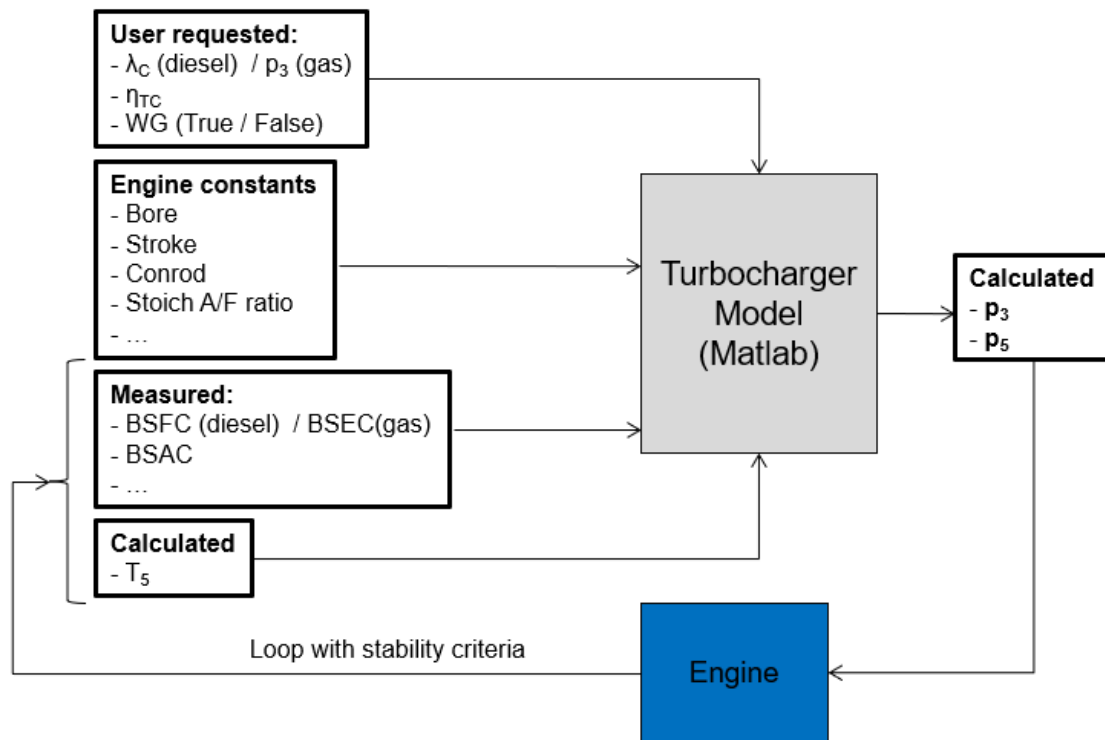 User requested:
- λC (diesel)  / p3 (gas)
- ηTC
- WG (True / False)
Engine constants
- Bore
- Stroke
- Conrod
- Stoich A/F ratio
- ...
Measured:
- BSFC (diesel)  / BSEC(gas)
- BSAC
- ...
Calculated
- T5
Turbocharger
Model
(Matlab)
Calculated
- p3
- p5
Loop with stability criteria
Engine